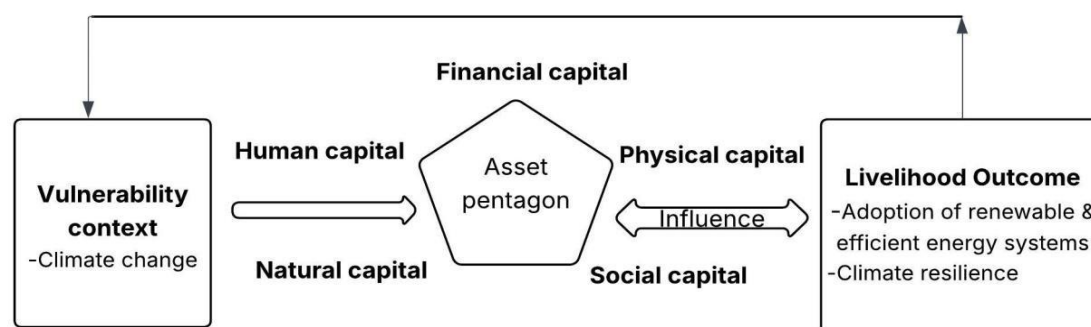 Financial capital
Human capital
Physical capital
Asset
pentagon
Vulnerability
context
-Climate change
Influence
Livelihood Outcome
-Adoption of renewable &
efficient energy systems
-Climate resilience
Natural capital
Social capital